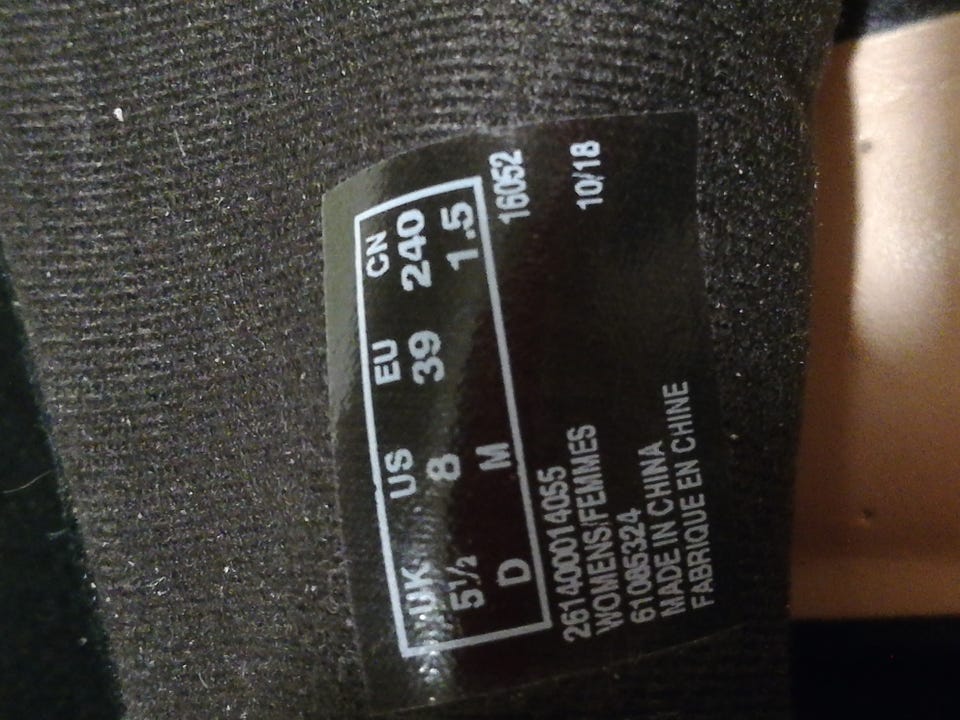 UK US EU CN
5½ 8 39 240
D M 1.5
261400014055 16052
WOMENS/FEMMES
61085324
MADE IN CHINA 10/18
FABRIQUE EN CHINE